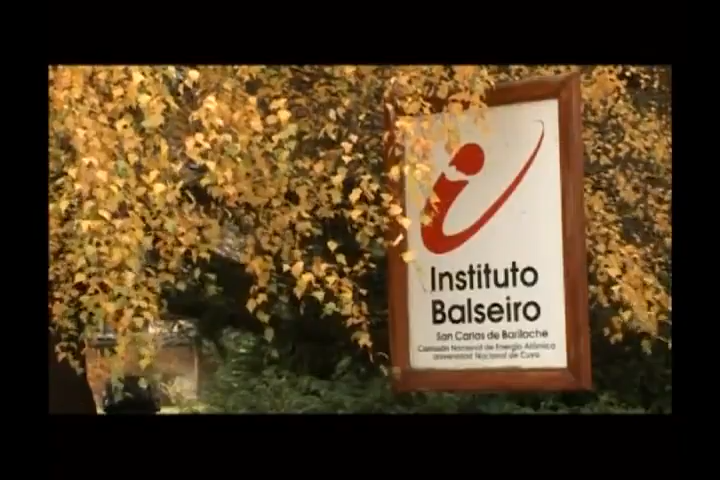 Instituto
Balseiro
San Carlos de Bariloche
Comisión Nacional de Energía Atómica
Universidad Nacional de Cuyo